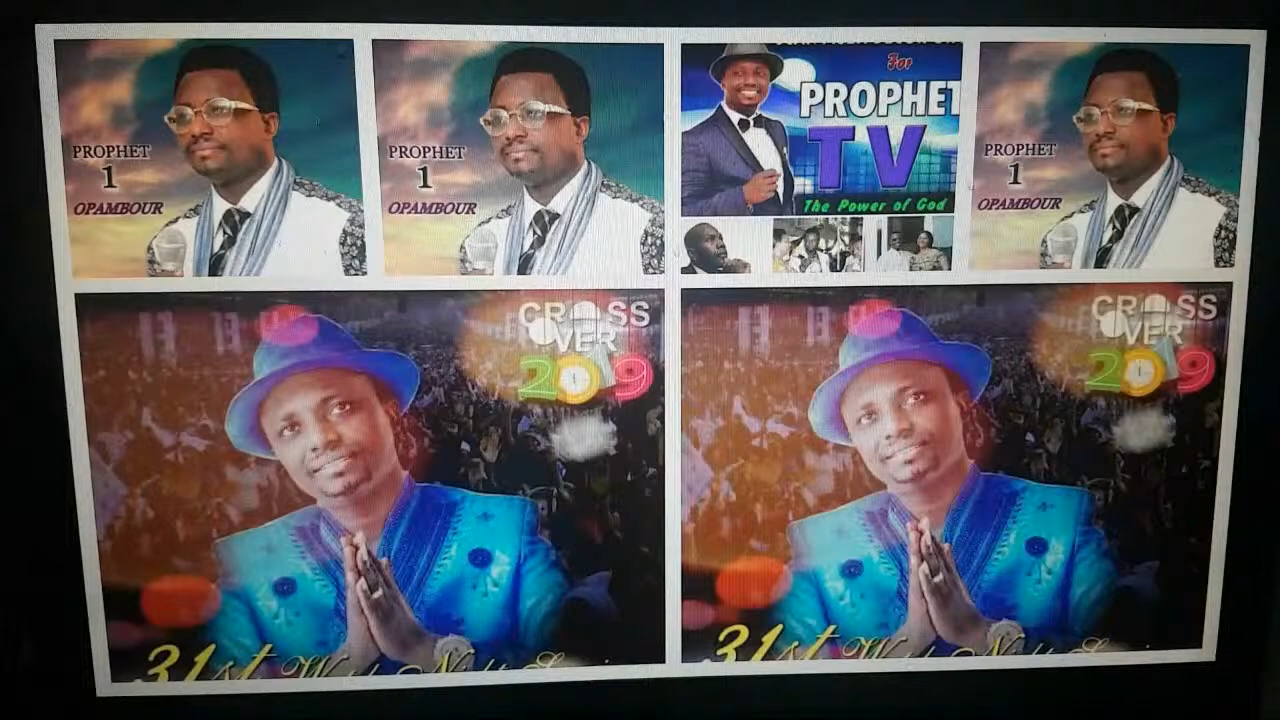 PROPHET
1
OPAMBOUR
PROPHET
1
OPAMBOUR
For
PROPHET
TV
The Power of God
PROPHET
1
OPAMBOUR
CROSS
OVER
2019
31st
CROSS
OVER
2019
31st